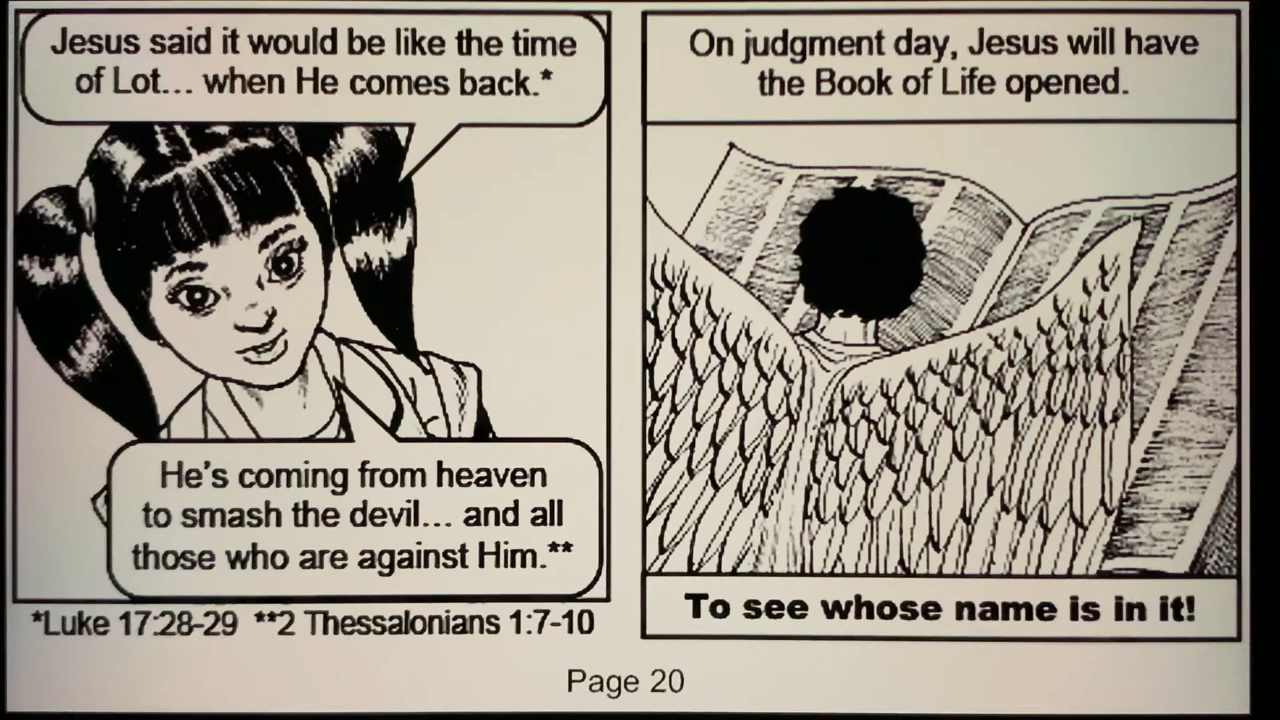 Jesus said it would be like the time
of Lot... when He comes back.*
He's coming from heaven
to smash the devil... and all
those who are against Him.**
*Luke 17:28-29 **2 Thessalonians 1:7-10
On judgment day, Jesus will have
the Book of Life opened.
To see whose name is in it!
Page 20